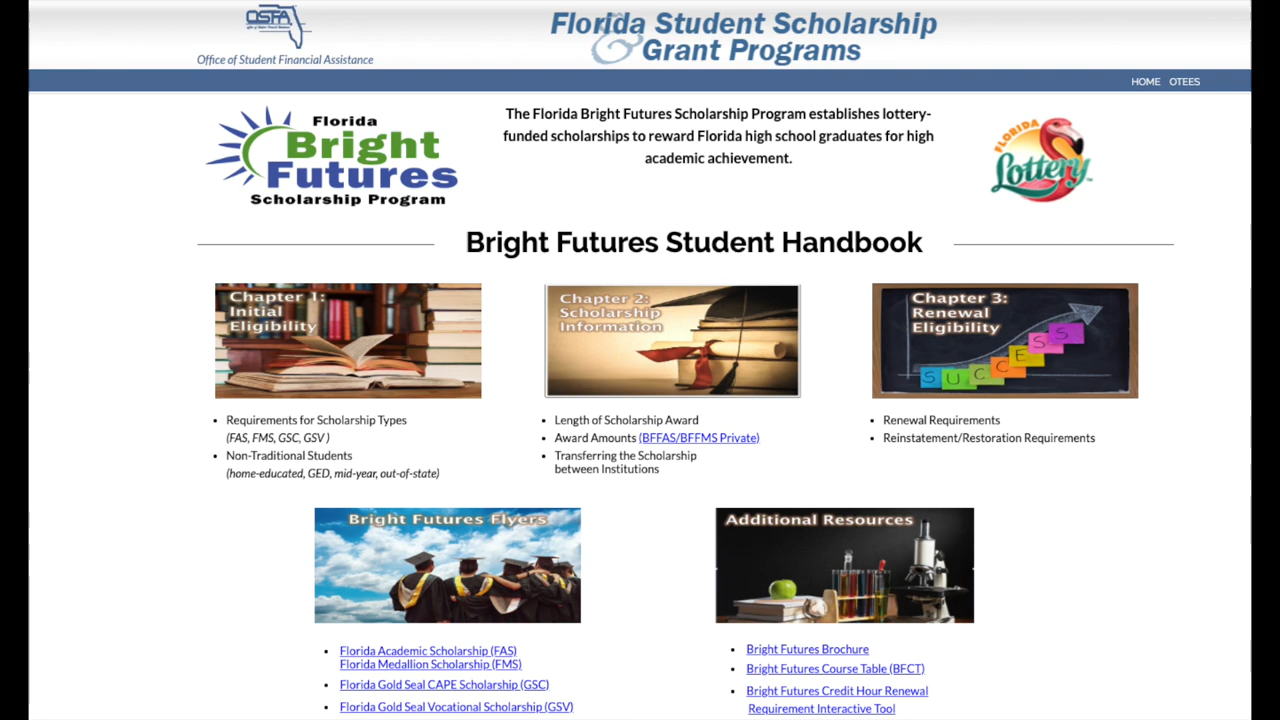 OSFA
Office of Student Financial Assistance
Florida Student Scholarship
& Grant Programs
HOME OTEES
Florida
Bright
Futures
Scholarship Program
The Florida Bright Futures Scholarship Program establishes lottery-
funded scholarships to reward Florida high school graduates for high
academic achievement.
FLORIDA
Lottery
Bright Futures Student Handbook
Chapter 1:
Initial
Eligibility
• Requirements for Scholarship Types
(FAS, FMS, GSC, GSV )
• Non-Traditional Students
(home-educated, GED, mid-year, out-of-state)
Chapter 2:
Scholarship
Information
• Length of Scholarship Award
• Award Amounts (BFFAS/BFFMS Private)
• Transferring the Scholarship
between Institutions
Chapter 3:
Renewal
Eligibility
SUCCESS
• Renewal Requirements
• Reinstatement/Restoration Requirements
Bright Futures Flyers
• Florida Academic Scholarship (FAS)
Florida Medallion Scholarship (FMS)
• Florida Gold Seal CAPE Scholarship (GSC)
• Florida Gold Seal Vocational Scholarship (GSV)
Additional Resources
• Bright Futures Brochure
• Bright Futures Course Table (BFCT)
• Bright Futures Credit Hour Renewal
Requirement Interactive Tool